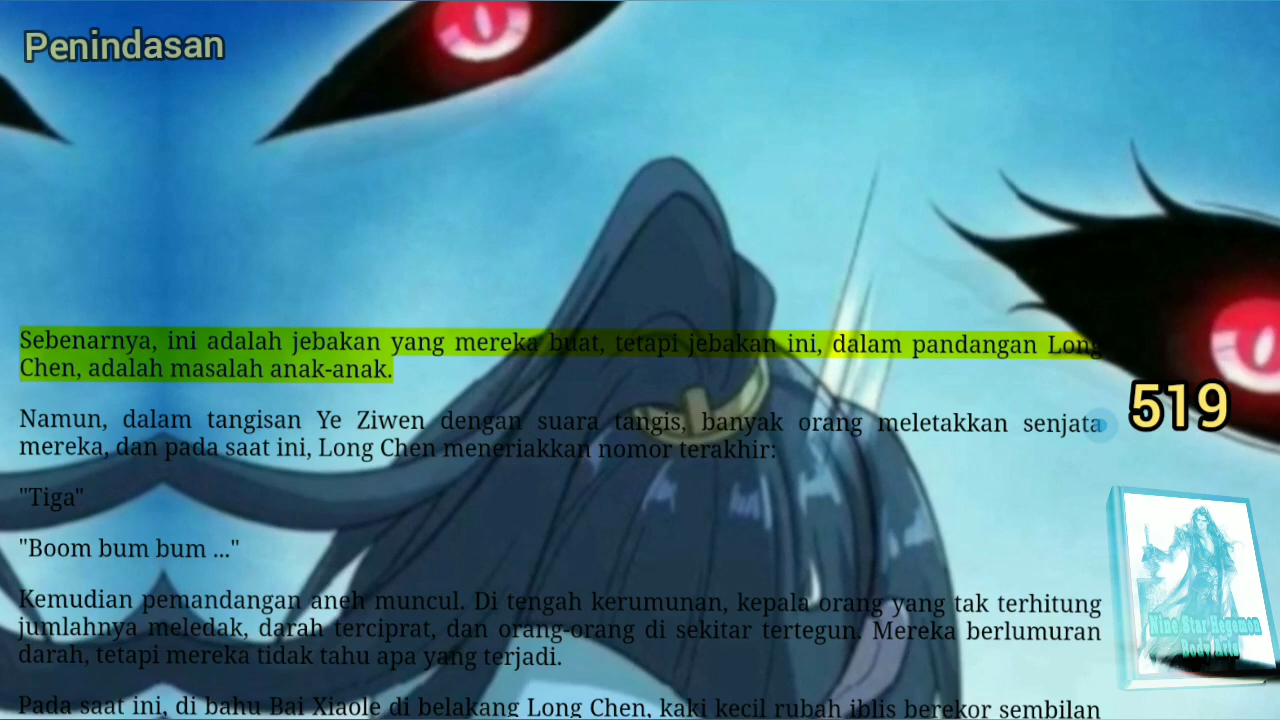 Penindasan
Sebenarnya, ini adalah jebakan yang mereka buat, tetapi jebakan ini, dalam pandangan Long
Chen, adalah masalah anak-anak.
Namun, dalam tangisan Ye Ziwen dengan suara tangis, banyak orang meletakkan senjata
mereka, dan pada saat ini, Long Chen meneriakkan nomor terakhir:
519
"Tiga"
"Boom bum bum ..."
Kemudian pemandangan aneh muncul. Di tengah kerumunan, kepala orang yang tak terhitung
jumlahnya meledak, darah terciprat, dan orang-orang di sekitar tertegun. Mereka berlumuran
darah, tetapi mereka tidak tahu apa yang terjadi.
Nine Star Hegemon
Body Arts
Pada saat ini, di bahu Bai Xiaole di belakang Long Chen, kaki kecil rubah iblis berekor sembilan